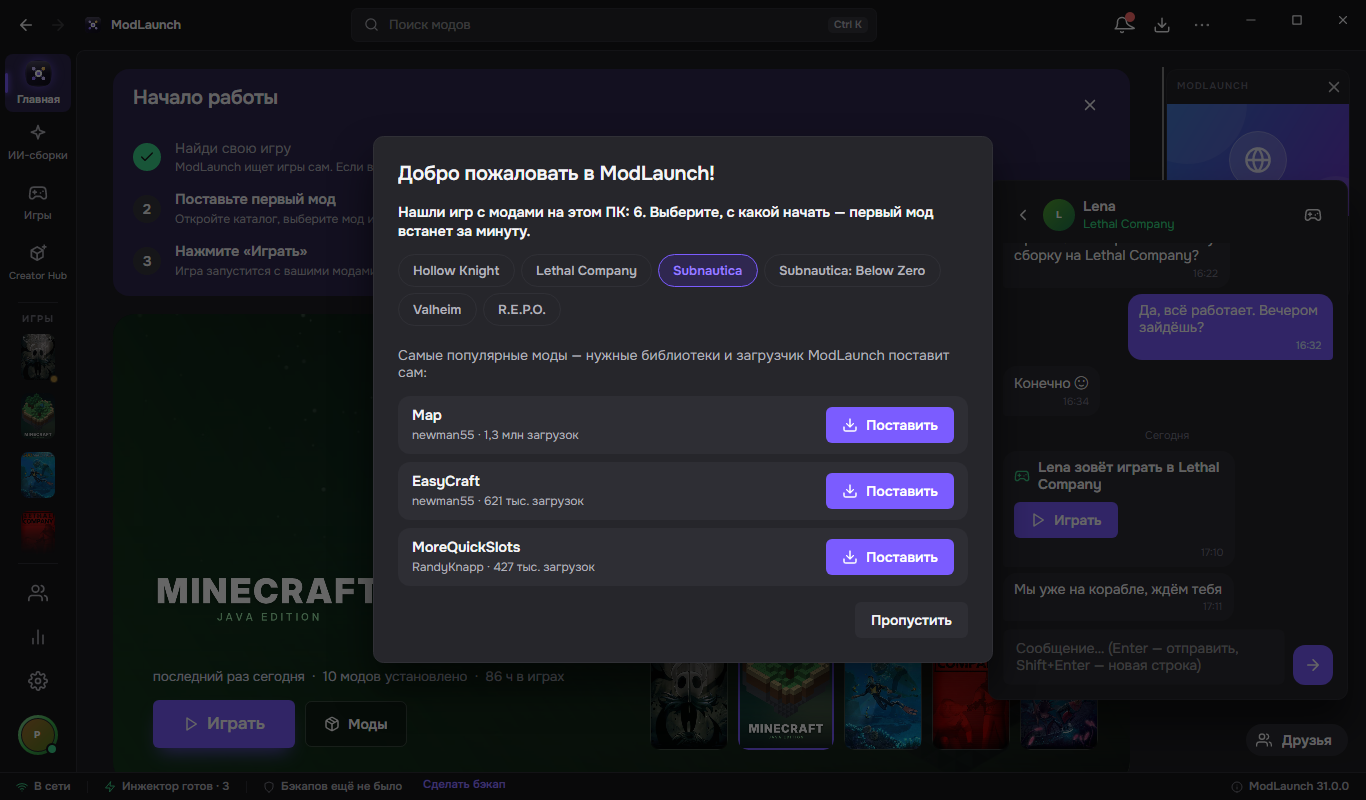 ModLaunch
Поиск модов
Ctrl K
Главная
ИИ-сборки
Игры
Creator Hub
ИГРЫ
MINECRAFT
Начало работы
Найди свою игру
ModLaunch ищет игры сам. Если в
2
Поставьте первый мод
Откройте каталог, выберите мод и
3
Нажмите «Играть»
Игра запустится с вашими модами
MINECRAFT
JAVA EDITION
последний раз сегодня · 10 модов установлено · 86 ч в играх
Играть
Моды
MINECRAFT
Добро пожаловать в ModLaunch!
Нашли игр с модами на этом ПК: 6. Выберите, с какой начать — первый мод
встанет за минуту.
Hollow Knight
Lethal Company
Subnautica
Subnautica: Below Zero
Valheim
R.E.P.O.
Самые популярные моды — нужные библиотеки и загрузчик ModLaunch поставит
сам:
Map
newman55 · 1,3 млн загрузок
Поставить
EasyCraft
newman55 · 621 тыс. загрузок
Поставить
MoreQuickSlots
RandyKnapp · 427 тыс. загрузок
Поставить
Пропустить
MODLAUNCH
L
Lena
Lethal Company
сборку на Lethal Company?
16:22
Да, всё работает. Вечером
зайдёшь?
16:32
Конечно
16:34
Сегодня
Lena зовёт играть в Lethal
Company
Играть
17:10
Мы уже на корабле, ждём тебя
17:11
Сообщение... (Enter — отправить,
Shift+Enter — новая строка)
Друзья
P
В сети
Инжектор готов · 3
Бэкапов ещё не было
Сделать бэкап
ModLaunch 31.0.0